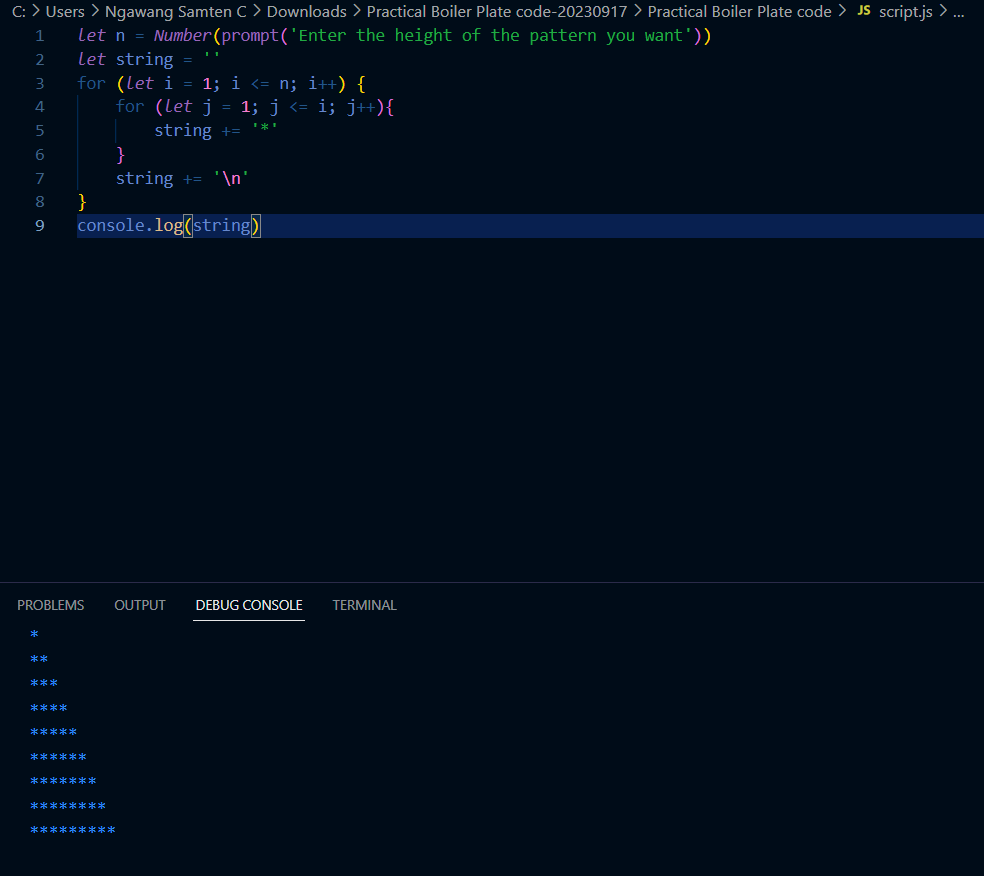 C: > Users > Ngawang Samten C > Downloads > Practical Boiler Plate code-20230917 > Practical Boiler Plate code > JS script.js > ...
1 let n = Number(prompt('Enter the height of the pattern you want'))
2 let string = ''
3 for (let i = 1; i <= n; i++) {
4     for (let j = 1; j <= i; j++){
5         string += '*'
6     }
7     string += '\n'
8 }
9 console.log(string)
PROBLEMS OUTPUT DEBUG CONSOLE TERMINAL
*
**
***
****
*****
******
*******
********
*********